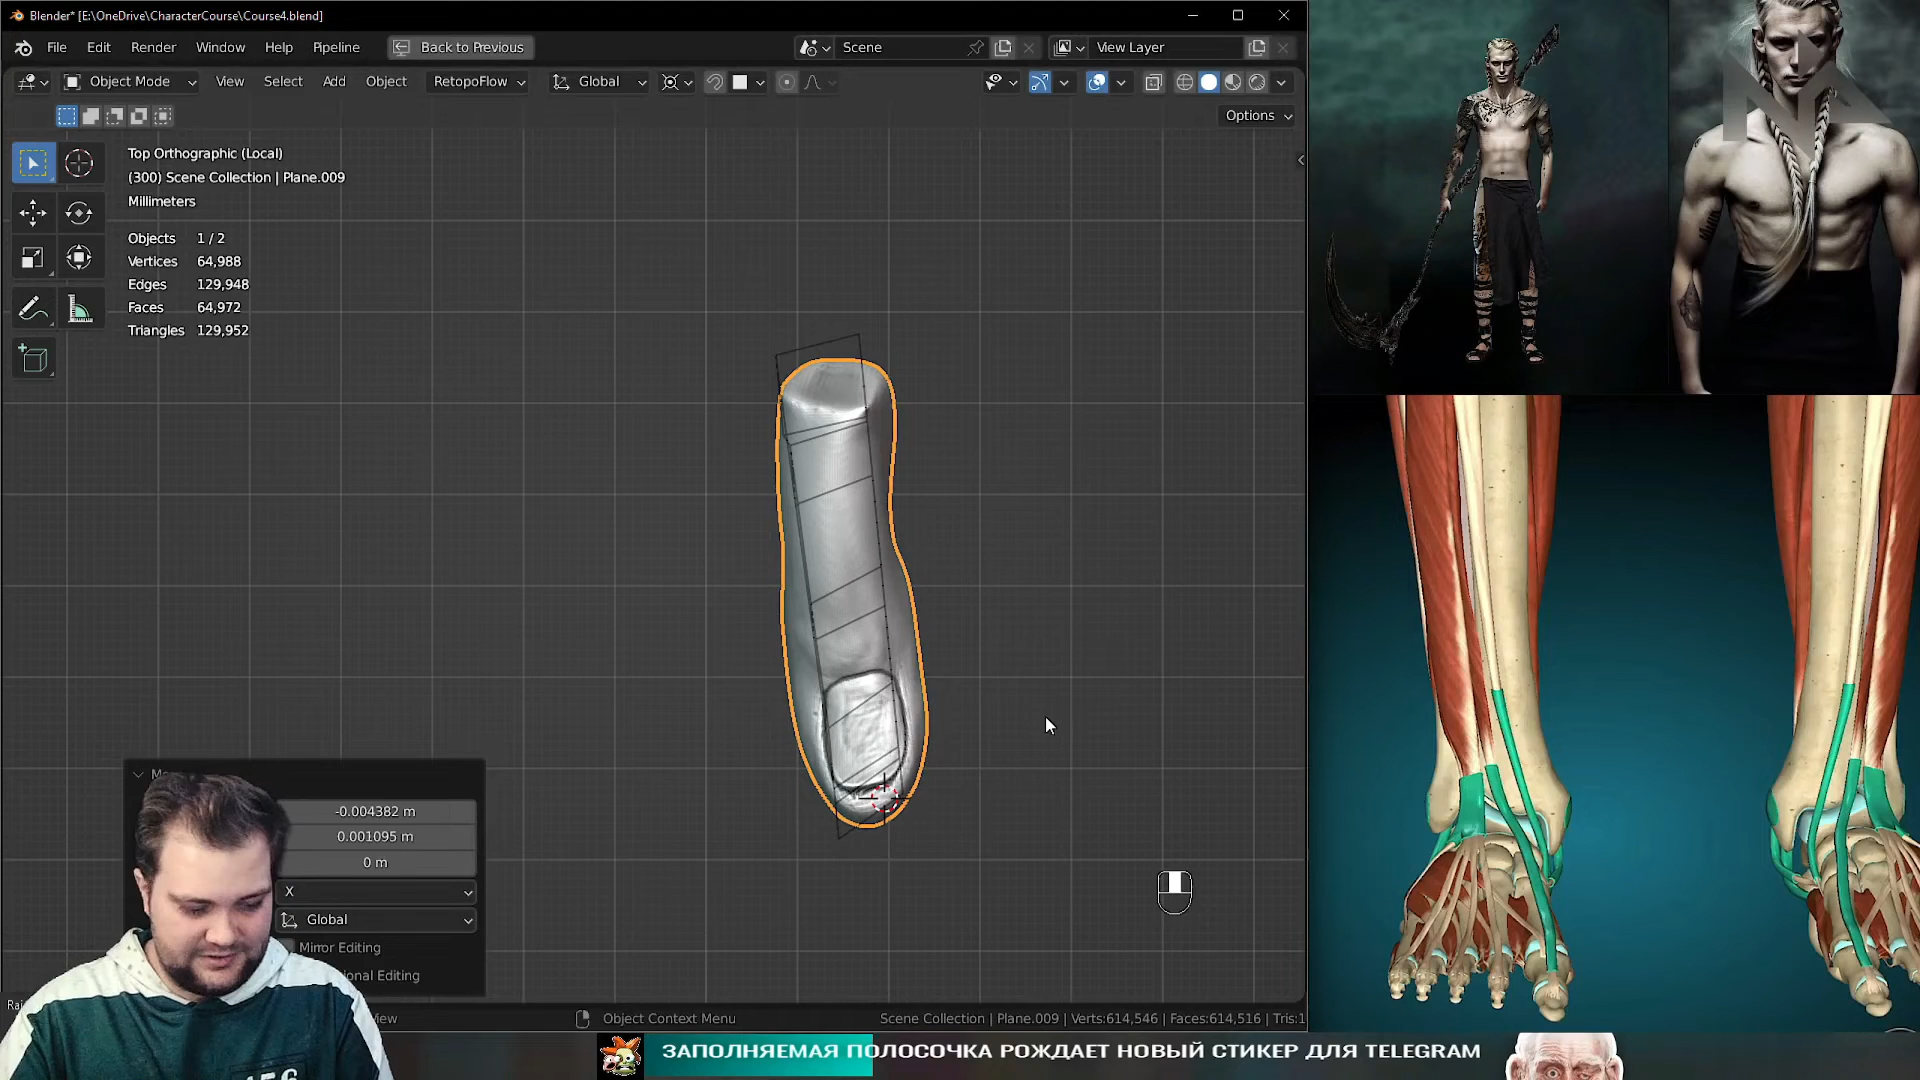 Blender* [E:\OneDrive\CharacterCourse\Course4.blend]
File Edit Render Window Help Pipeline Back to Previous Scene View Layer
Object Mode View Select Add Object RetopoFlow Global
Options
Top Orthographic (Local)
(300) Scene Collection | Plane.009
Millimeters
Objects 1 / 2
Vertices 64,988
Edges 129,948
Faces 64,972
Triangles 129,952
-0.004382 m
0.001095 m
0 m
X
Global
Mirror Editing
ional Editing
Object Context Menu
Scene Collection | Plane.009 | Verts:614,546 | Faces:614,516 | Tris:1
ЗАПОЛНЯЕМАЯ ПОЛОСОЧКА РОЖДАЕТ НОВЫЙ СТИКЕР ДЛЯ TELEGRAM